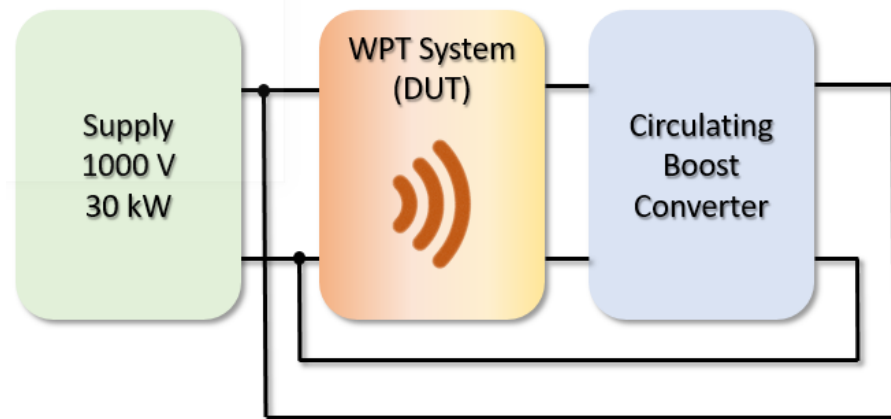 Supply
1000 V
30 kW
WPT System
(DUT)
Circulating
Boost
Converter